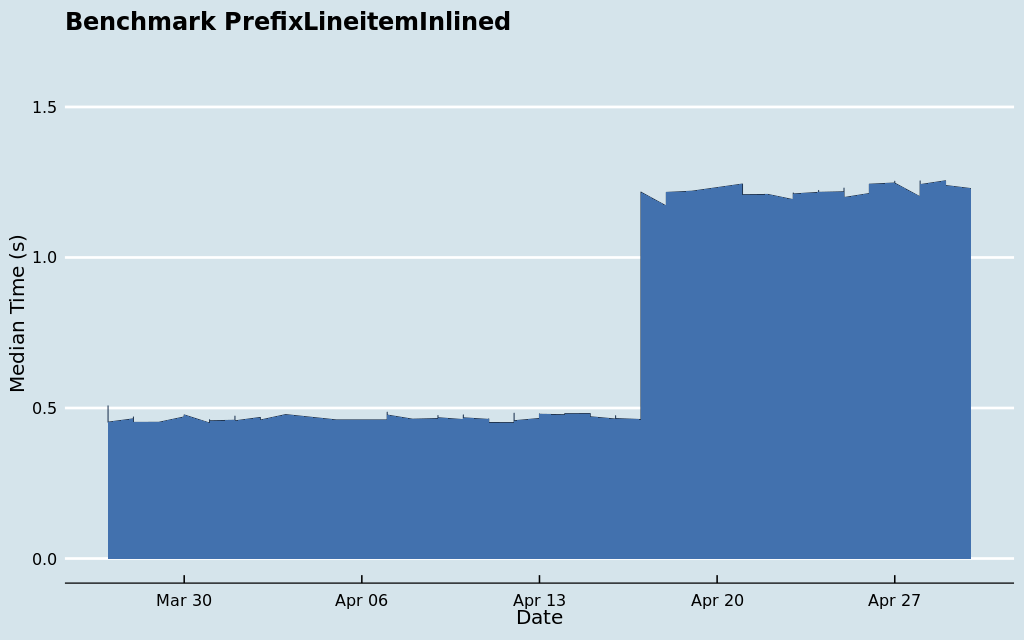 Benchmark PrefixLineitemInlined
Median Time (s)
1.5
1.0
0.5
0.0
Mar 30 Apr 06 Apr 13 Apr 20 Apr 27
Date